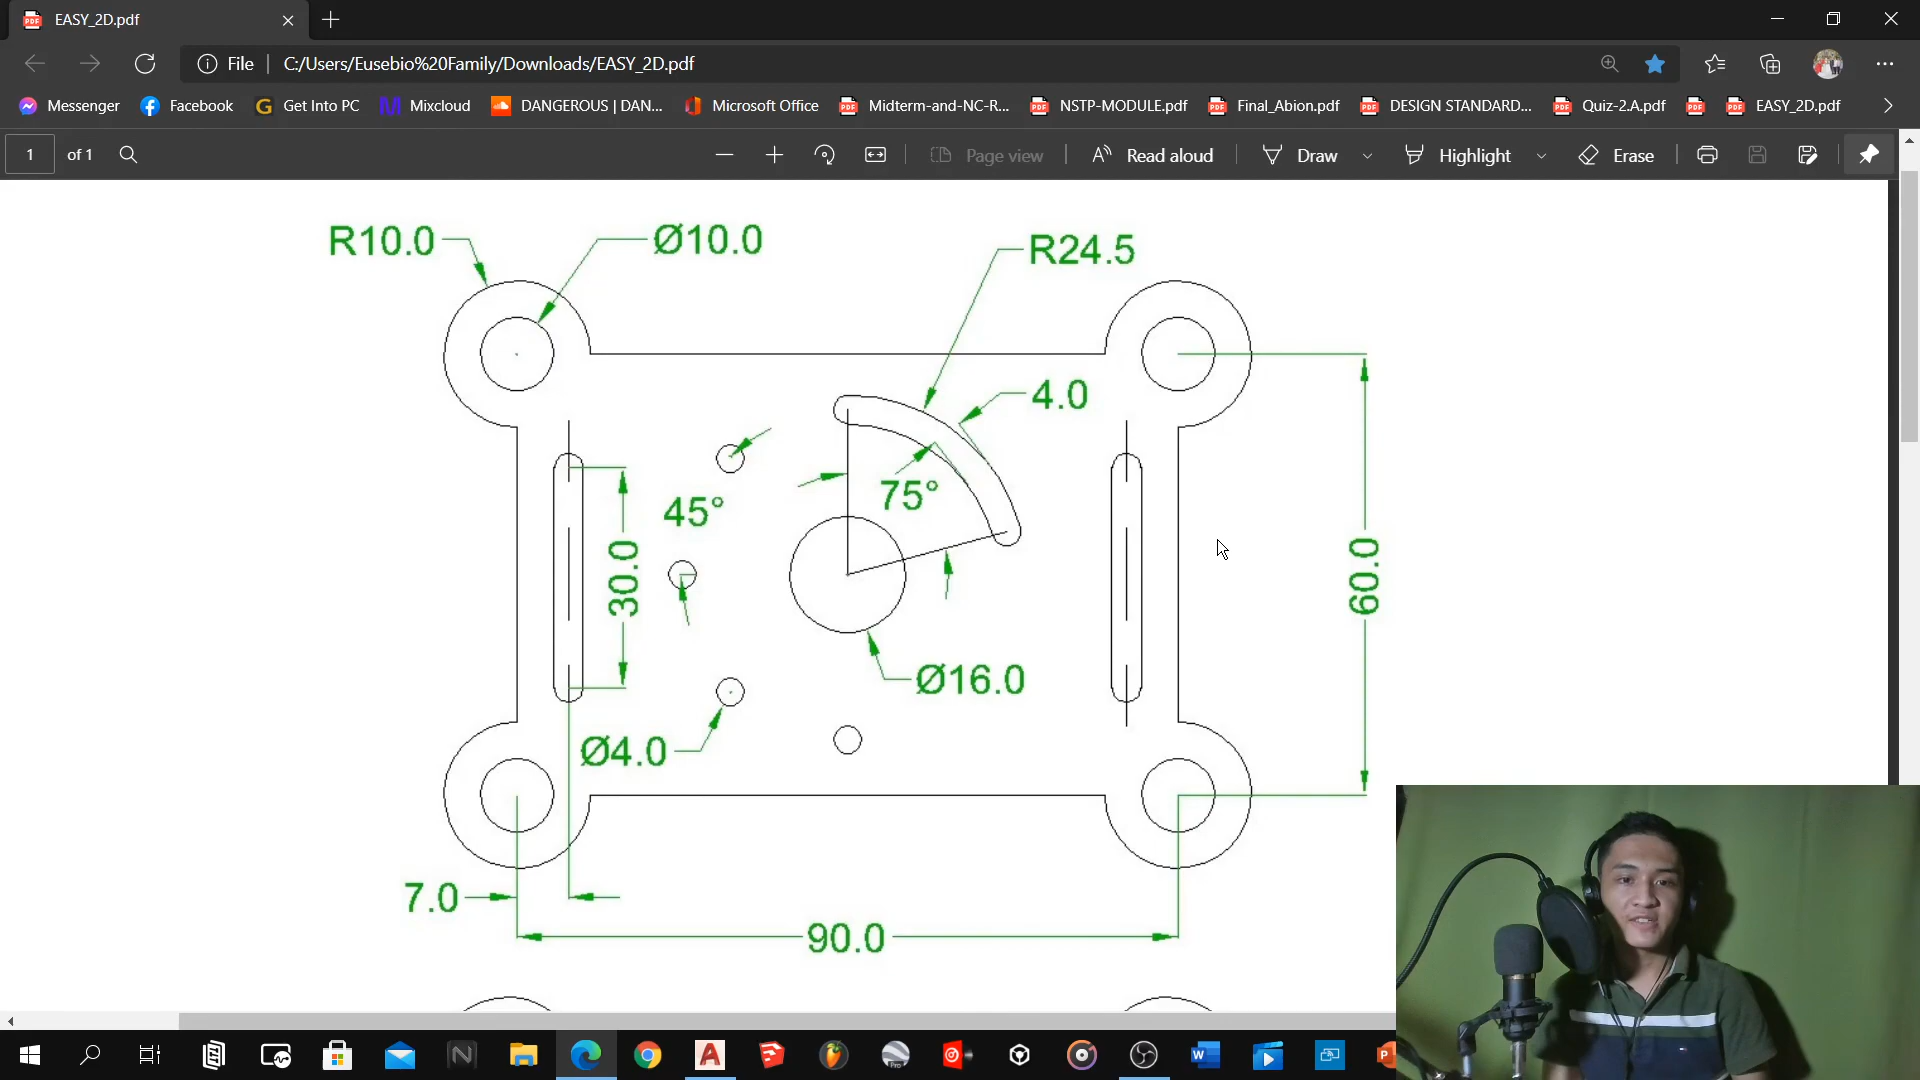 EASY_2D.pdf
File
C:/Users/Eusebio%20Family/Downloads/EASY_2D.pdf
Messenger
Facebook
Get Into PC
Mixcloud
DANGEROUS | DAN...
Microsoft Office
Midterm-and-NC-R...
NSTP-MODULE.pdf
Final_Abion.pdf
DESIGN STANDARD...
Quiz-2.A.pdf
EASY_2D.pdf
1 of 1
Page view
Read aloud
Draw
Highlight
Erase
R10.0
Ø10.0
R24.5
4.0
75°
45°
30.0
60.0
Ø16.0
Ø4.0
7.0
90.0